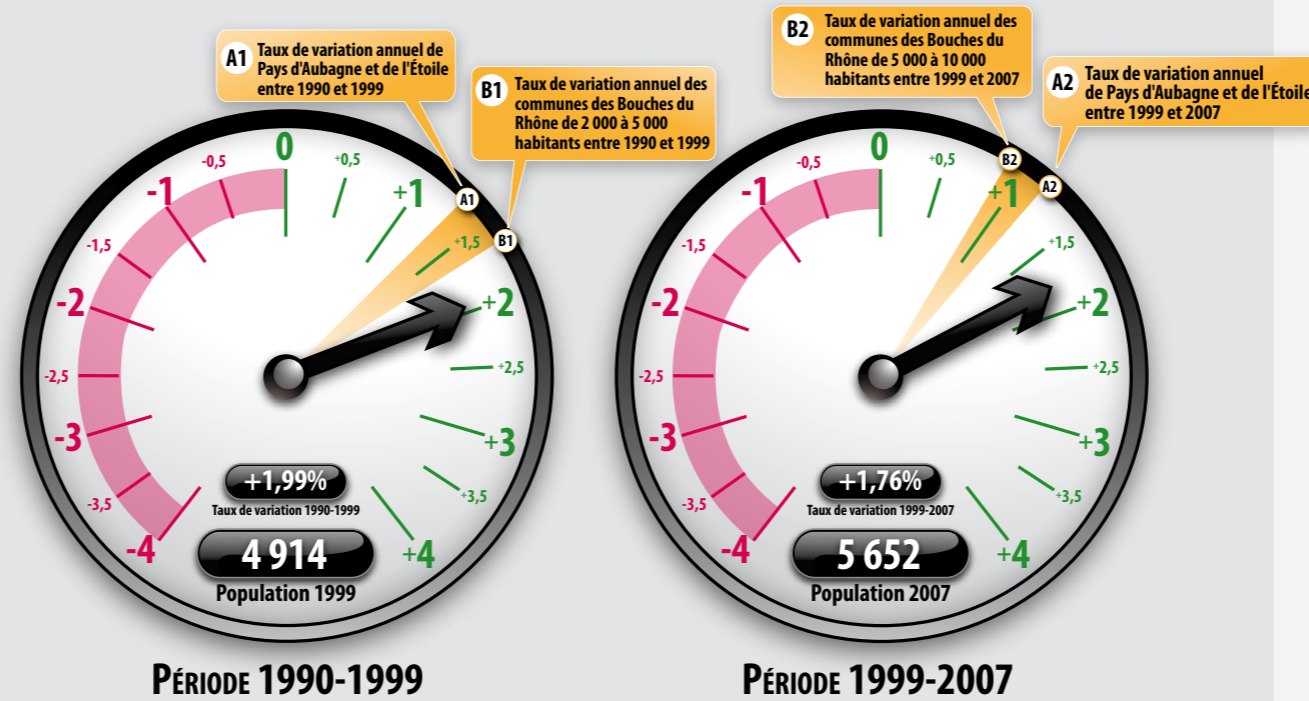 A1
Taux de variation annuel de
Pays d'Aubagne et de l'Étoile
entre 1990 et 1999
B1
Taux de variation annuel des
communes des Bouches du
Rhône de 2 000 à 5 000
habitants entre 1990 et 1999
0
-0,5
+0,5
-1
+1
A1
-1,5
+1,5
B1
-2
+2
-2,5
+2,5
-3
+3
-3,5
+3,5
-4
+4
+1,99%
Taux de variation 1990-1999
4 914
Population 1999
PÉRIODE 1990-1999
B2
Taux de variation annuel des
communes des Bouches du
Rhône de 5 000 à 10 000
habitants entre 1999 et 2007
A2
Taux de variation annuel
de Pays d'Aubagne et de l'Étoile
entre 1999 et 2007
0
-0,5
+0,5
B2
-1
+1
A2
-1,5
+1,5
-2
+2
-2,5
+2,5
-3
+3
-3,5
+3,5
-4
+4
+1,76%
Taux de variation 1999-2007
5 652
Population 2007
PÉRIODE 1999-2007